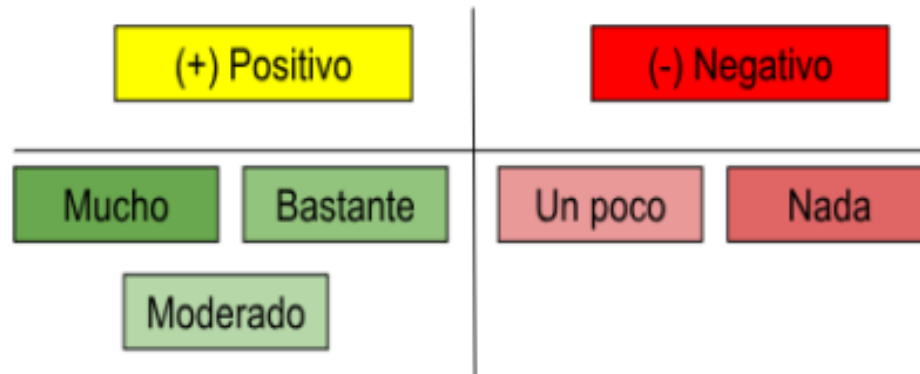 (+) Positivo
(-) Negativo
Mucho
Bastante
Un poco
Nada
Moderado